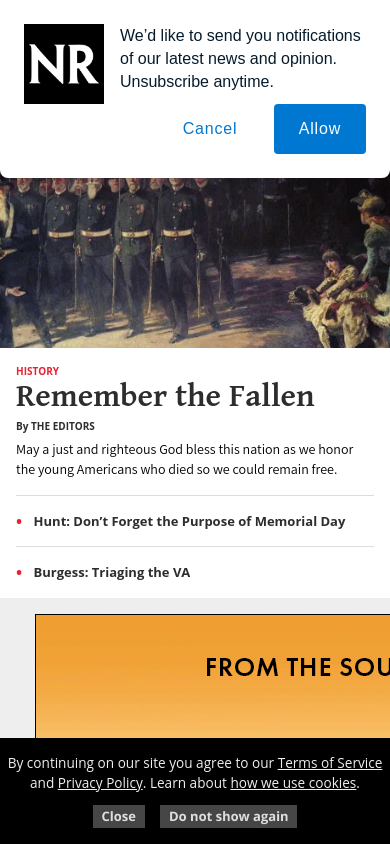 NR
We’d like to send you notifications
of our latest news and opinion.
Unsubscribe anytime.
Cancel
Allow
HISTORY
Remember the Fallen
By THE EDITORS
May a just and righteous God bless this nation as we honor
the young Americans who died so we could remain free.
• Hunt: Don’t Forget the Purpose of Memorial Day
• Burgess: Triaging the VA
FROM THE SOU
By continuing on our site you agree to our Terms of Service
and Privacy Policy. Learn about how we use cookies.
Close
Do not show again